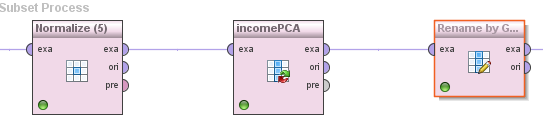 Subset Process
Normalize (5)
incomePCA
Rename by G...
exa
exa
ori
pre
exa
exa
ori
pre
exa
exa
ori